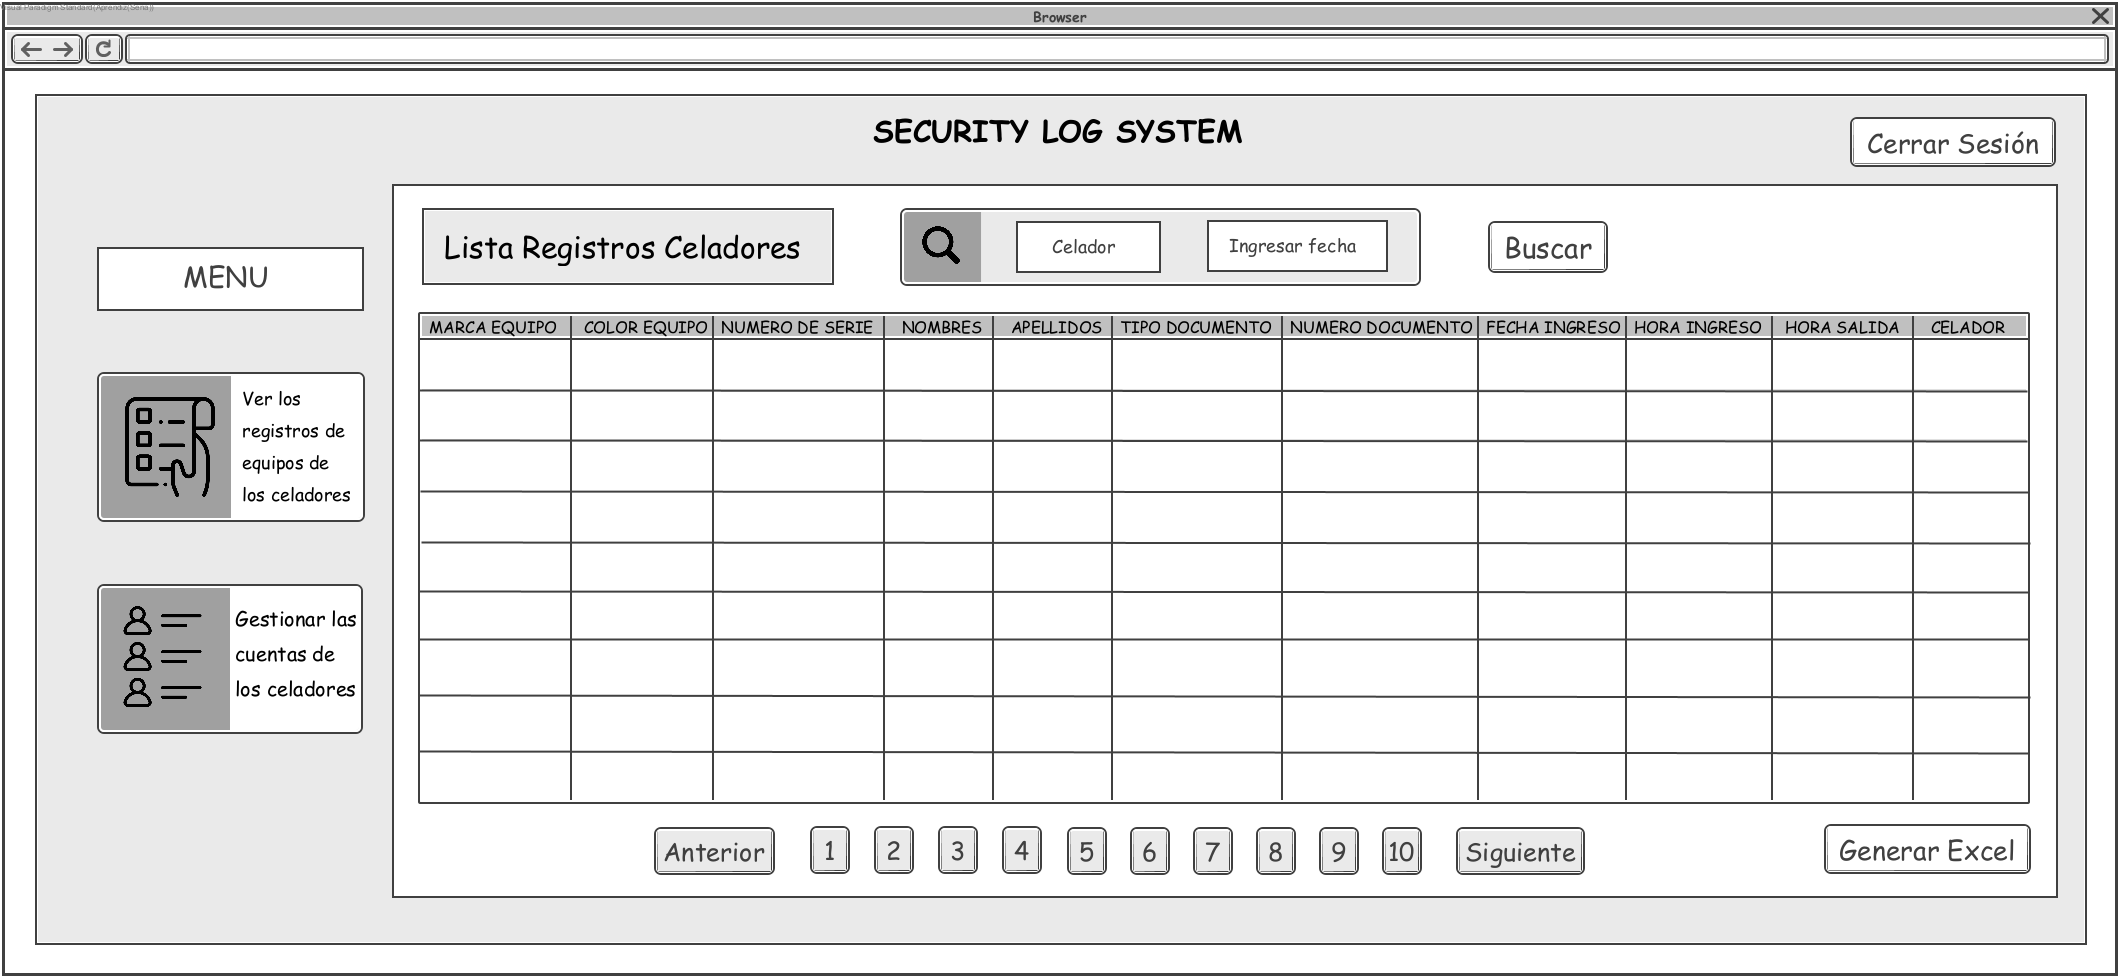 Visual Paradigm Standard(Aprendiz(Sena))
Browser
SECURITY LOG SYSTEM
Cerrar Sesión
MENU
Ver los
registros de
equipos de
los celadores
Gestionar las
cuentas de
los celadores
Lista Registros Celadores
Celador
Ingresar fecha
Buscar
MARCA EQUIPO COLOR EQUIPO NUMERO DE SERIE NOMBRES APELLIDOS TIPO DOCUMENTO NUMERO DOCUMENTO FECHA INGRESO HORA INGRESO HORA SALIDA CELADOR
Anterior 1 2 3 4 5 6 7 8 9 10 Siguiente
Generar Excel